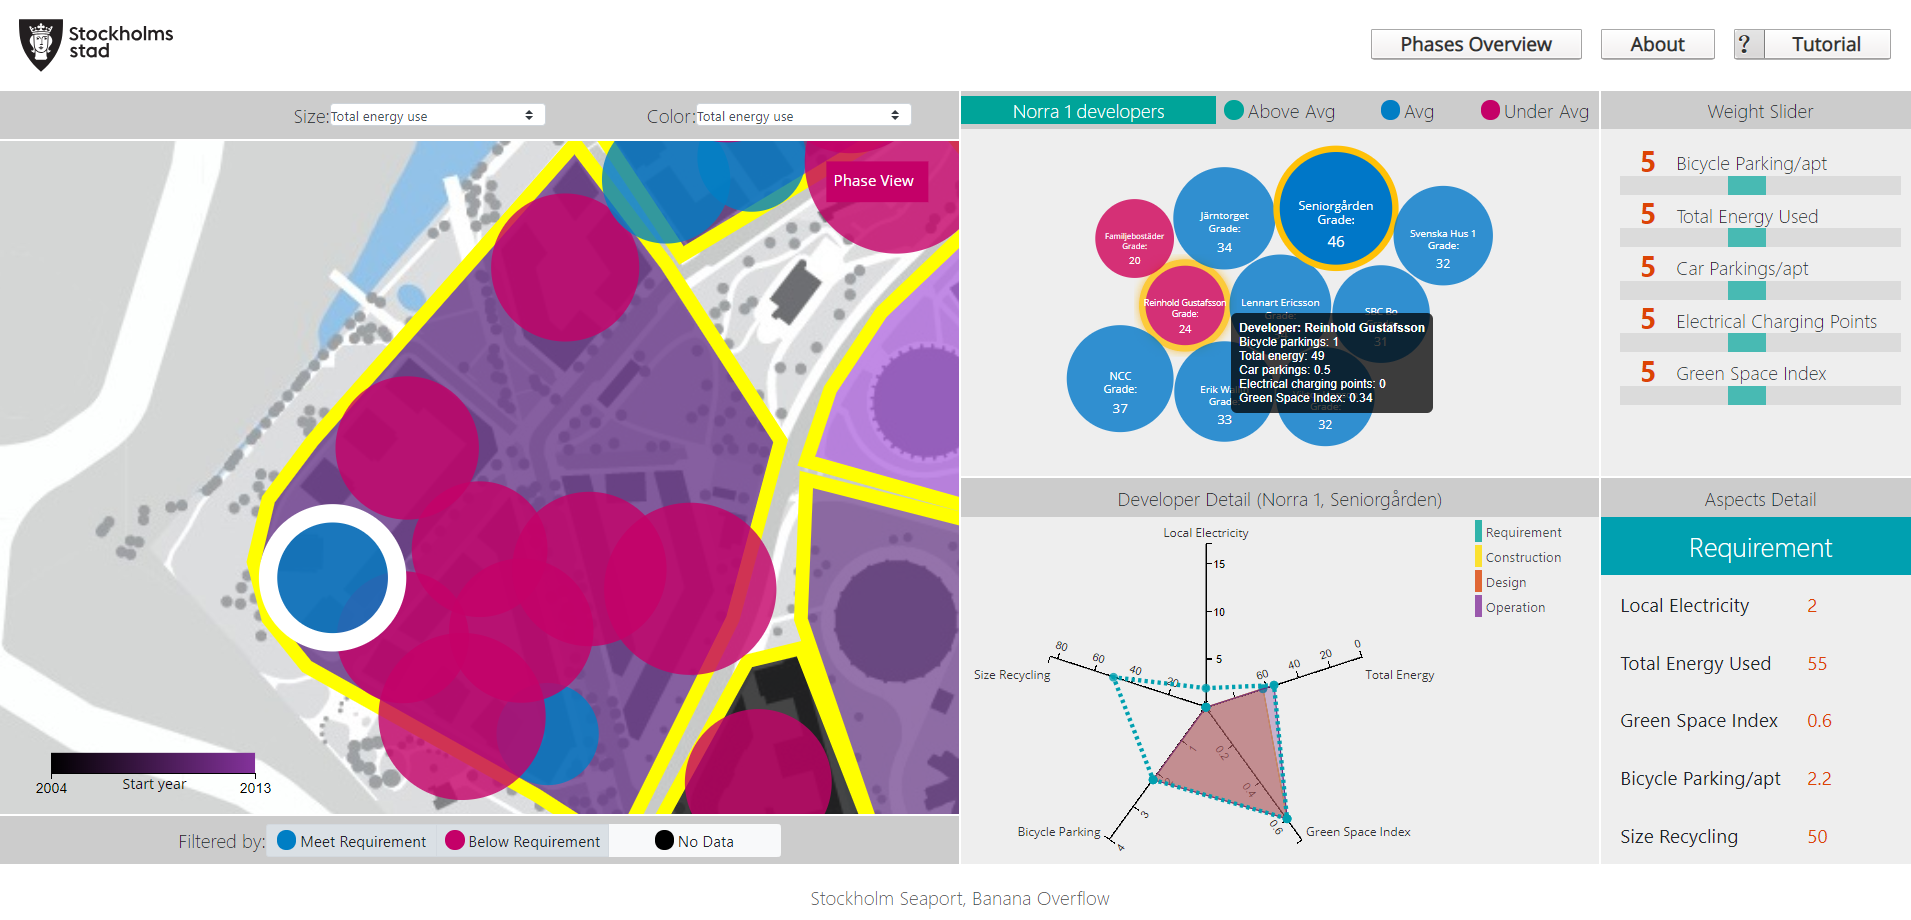 Stockholms
stad
Phases Overview
About
?
Tutorial
Size:
Total energy use
Color:
Total energy use
Phase View
2004
Start year
2013
Filtered by:
Meet Requirement
Below Requirement
No Data
Norra 1 developers
Above Avg
Avg
Under Avg
Familjebostäder
Grade:
20
Järntorget
Grade:
34
Seniorgården
Grade:
46
Svenska Hus 1
Grade:
32
Reinhold Gustafsson
Grade:
24
Lennart Ericsson
Grade:
SBC Bo
31
NCC
Grade:
37
Erik
Grade
33
Grade:
32
Developer: Reinhold Gustafsson
Bicycle parkings: 1
Total energy: 49
Car parkings: 0.5
Electrical charging points: 0
Green Space Index: 0.34
Weight Slider
5 Bicycle Parking/apt
5 Total Energy Used
5 Car Parkings/apt
5 Electrical Charging Points
5 Green Space Index
Developer Detail (Norra 1, Seniorgården)
Requirement
Construction
Design
Operation
Local Electricity
15
10
5
Total Energy
0
20
40
60
Green Space Index
0.2
0.4
0.6
Bicycle Parking
1
2
3
4
Size Recycling
20
40
60
80
Aspects Detail
Requirement
Local Electricity 2
Total Energy Used 55
Green Space Index 0.6
Bicycle Parking/apt 2.2
Size Recycling 50
Stockholm Seaport, Banana Overflow